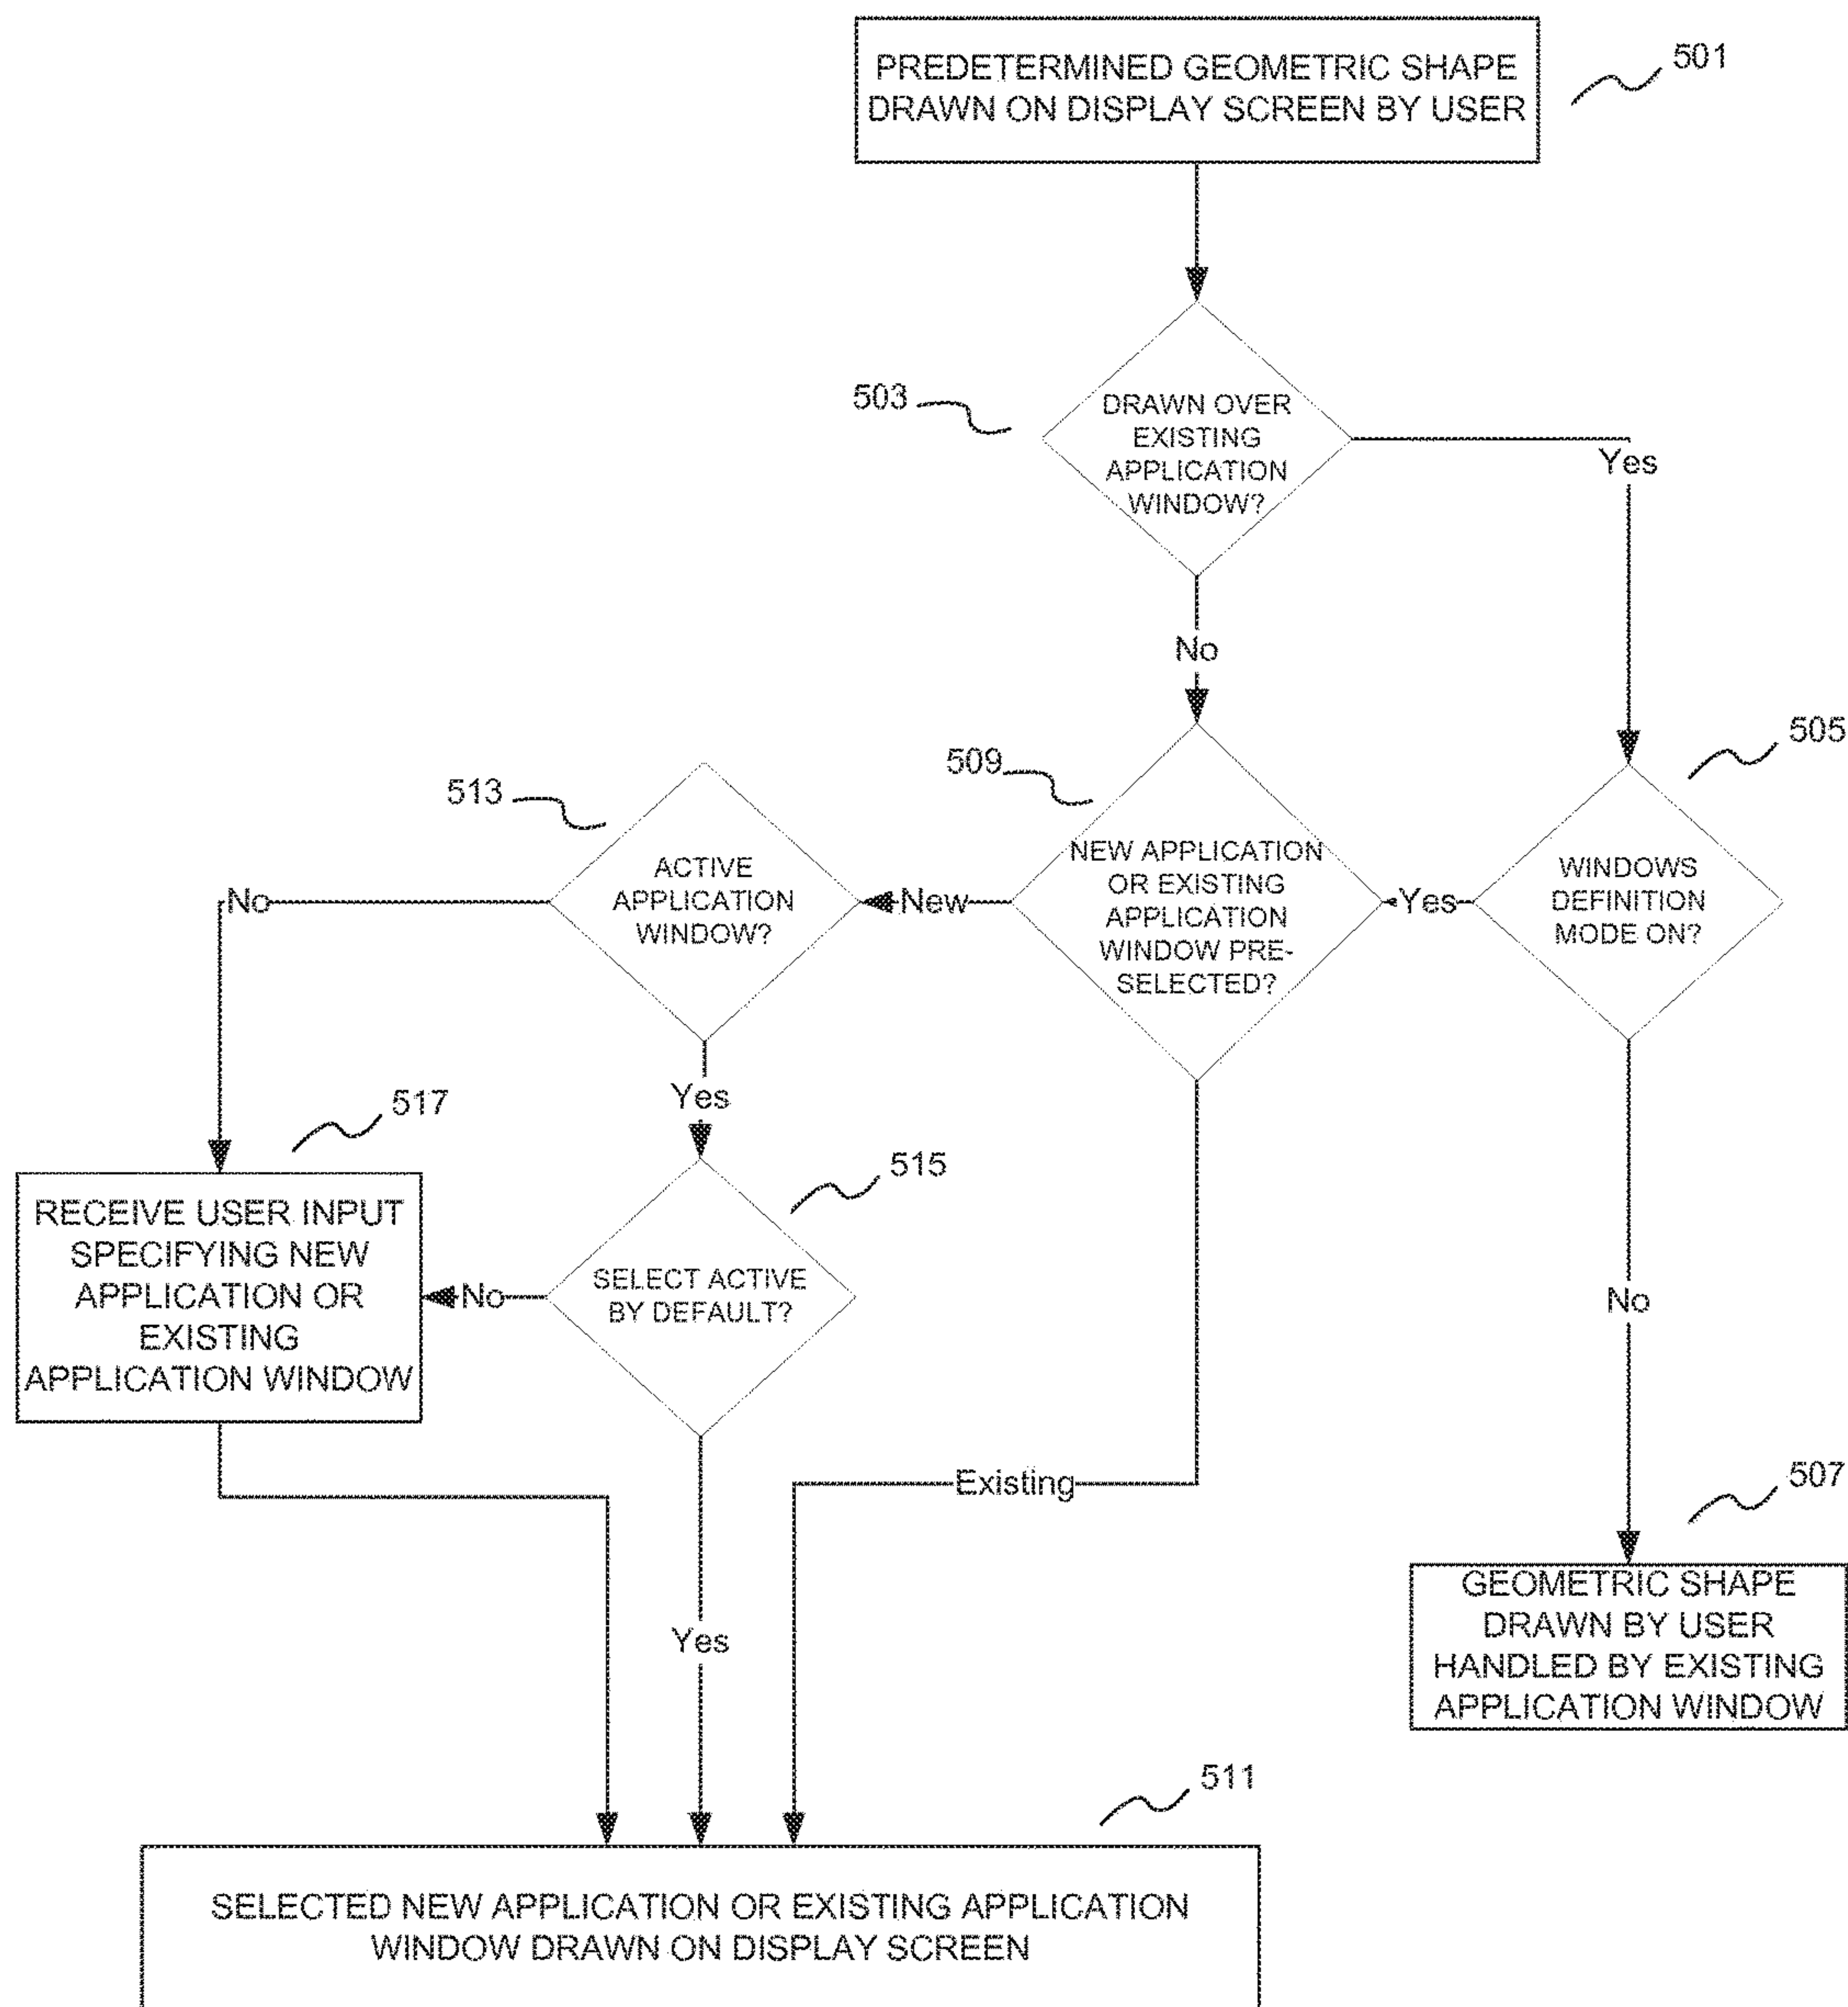 PREDETERMINED GEOMETRIC SHAPE
DRAWN ON DISPLAY SCREEN BY USER
501
503
DRAWN OVER
EXISTING
APPLICATION
WINDOW?
Yes
No
505
509
513
ACTIVE
APPLICATION
WINDOW?
No
New
NEW APPLICATION
OR EXISTING
APPLICATION
WINDOW PRE-
SELECTED?
Yes
WINDOWS
DEFINITION
MODE ON?
Yes
517
515
RECEIVE USER INPUT
SPECIFYING NEW
APPLICATION OR
EXISTING
APPLICATION WINDOW
No
SELECT ACTIVE
BY DEFAULT?
No
Existing
507
Yes
GEOMETRIC SHAPE
DRAWN BY USER
HANDLED BY EXISTING
APPLICATION WINDOW
511
SELECTED NEW APPLICATION OR EXISTING APPLICATION
WINDOW DRAWN ON DISPLAY SCREEN